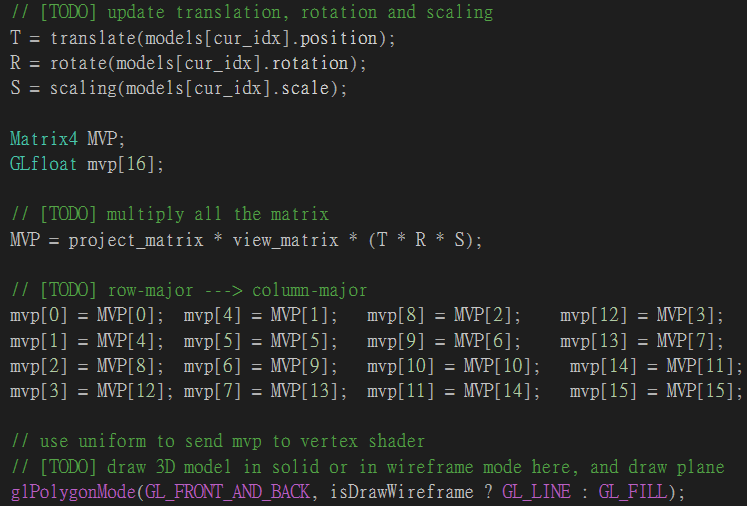 // [TODO] update translation, rotation and scaling
T = translate(models[cur_idx].position);
R = rotate(models[cur_idx].rotation);
S = scaling(models[cur_idx].scale);
Matrix4 MVP;
GLfloat mvp[16];
// [TODO] multiply all the matrix
MVP = project_matrix * view_matrix * (T * R * S);
// [TODO] row-major ---> column-major
mvp[0] = MVP[0];  mvp[4] = MVP[1];   mvp[8] = MVP[2];    mvp[12] = MVP[3];
mvp[1] = MVP[4];  mvp[5] = MVP[5];   mvp[9] = MVP[6];    mvp[13] = MVP[7];
mvp[2] = MVP[8];  mvp[6] = MVP[9];   mvp[10] = MVP[10];   mvp[14] = MVP[11];
mvp[3] = MVP[12]; mvp[7] = MVP[13];  mvp[11] = MVP[14];   mvp[15] = MVP[15];
// use uniform to send mvp to vertex shader
// [TODO] draw 3D model in solid or in wireframe mode here, and draw plane
glPolygonMode(GL_FRONT_AND_BACK, isDrawWireframe ? GL_LINE : GL_FILL);